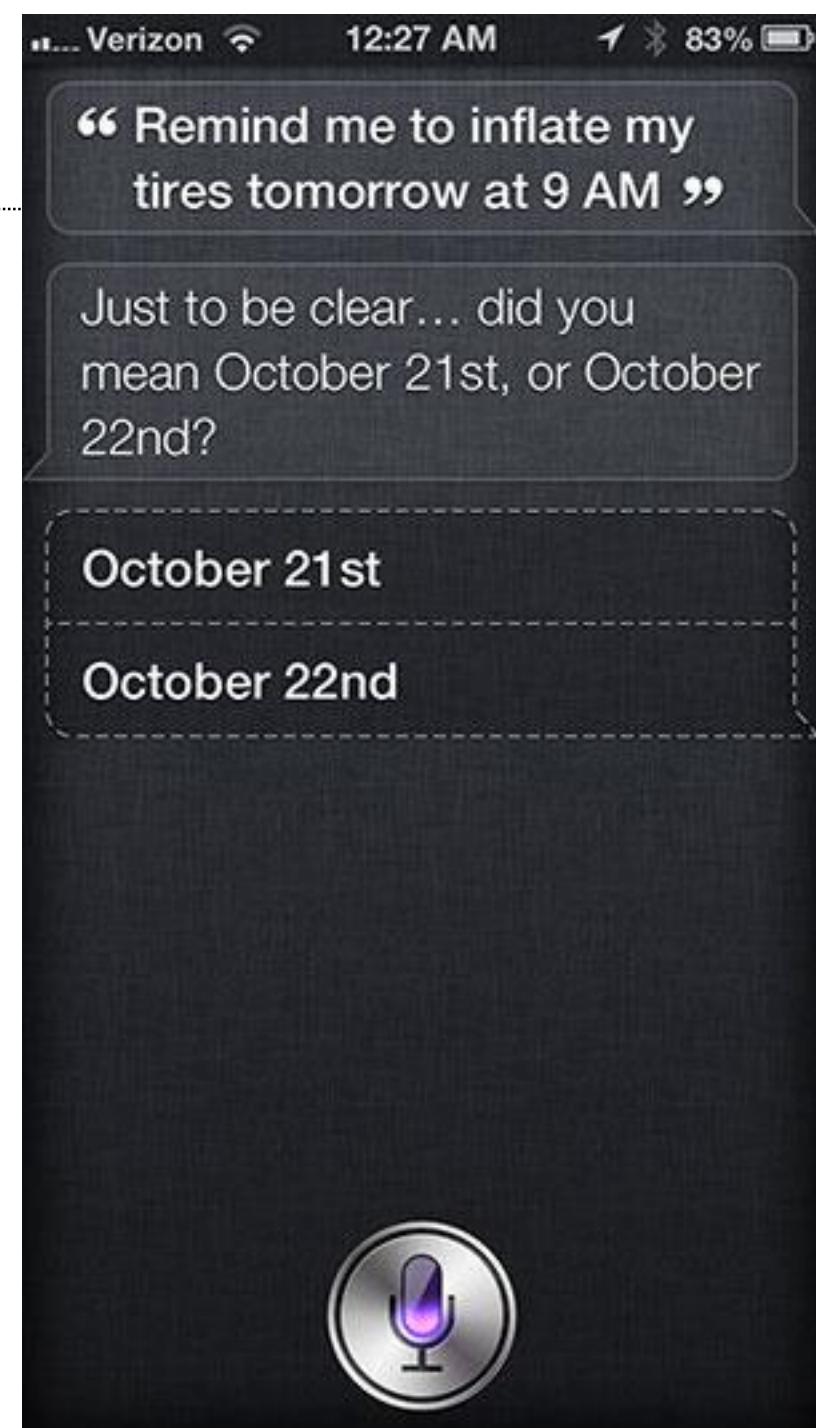 Verizon 12:27 AM 83%
“ Remind me to inflate my
tires tomorrow at 9 AM ”
Just to be clear... did you
mean October 21st, or October
22nd?
October 21st
October 22nd